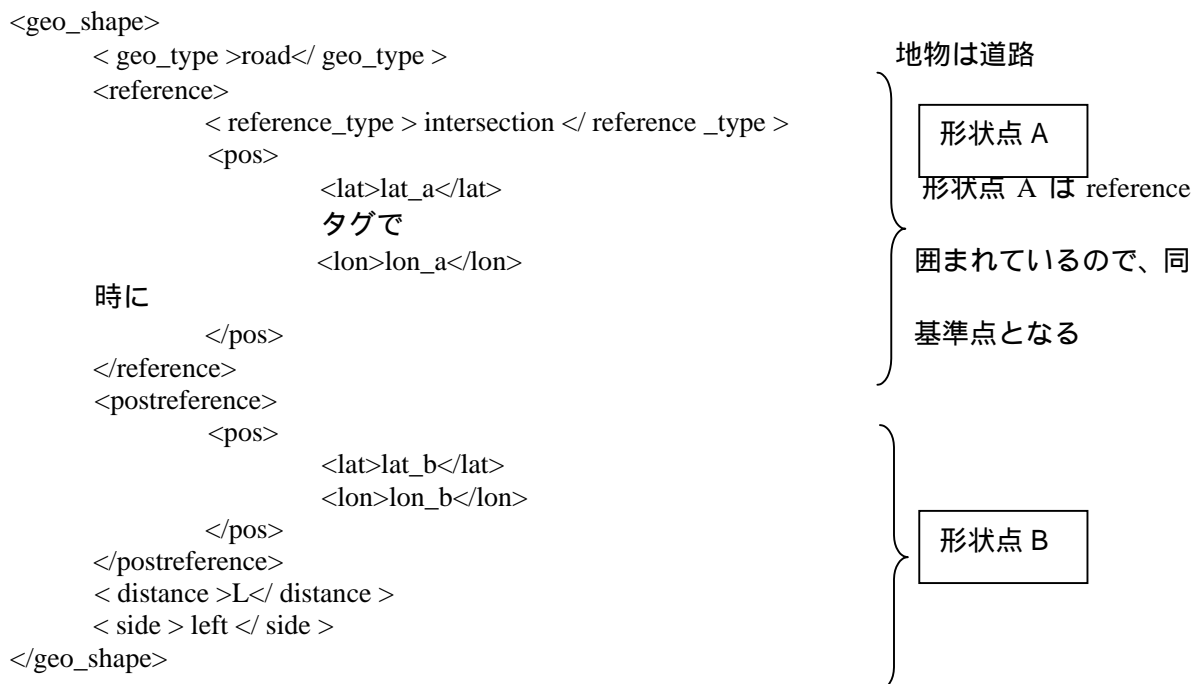 <geo_shape>
< geo_type >road</ geo_type > 地物は道路
<reference>
< reference_type > intersection </ reference _type >
形状点 A
<pos>
<lat>lat_a</lat> 形状点 A は reference
タグで
<lon>lon_a</lon> 囲まれているので、同
時に
</pos> 基準点となる
</reference>
<postreference>
<pos>
<lat>lat_b</lat>
<lon>lon_b</lon>
</pos>
形状点 B
</postreference>
< distance >L</ distance >
< side > left </ side >
</geo_shape>